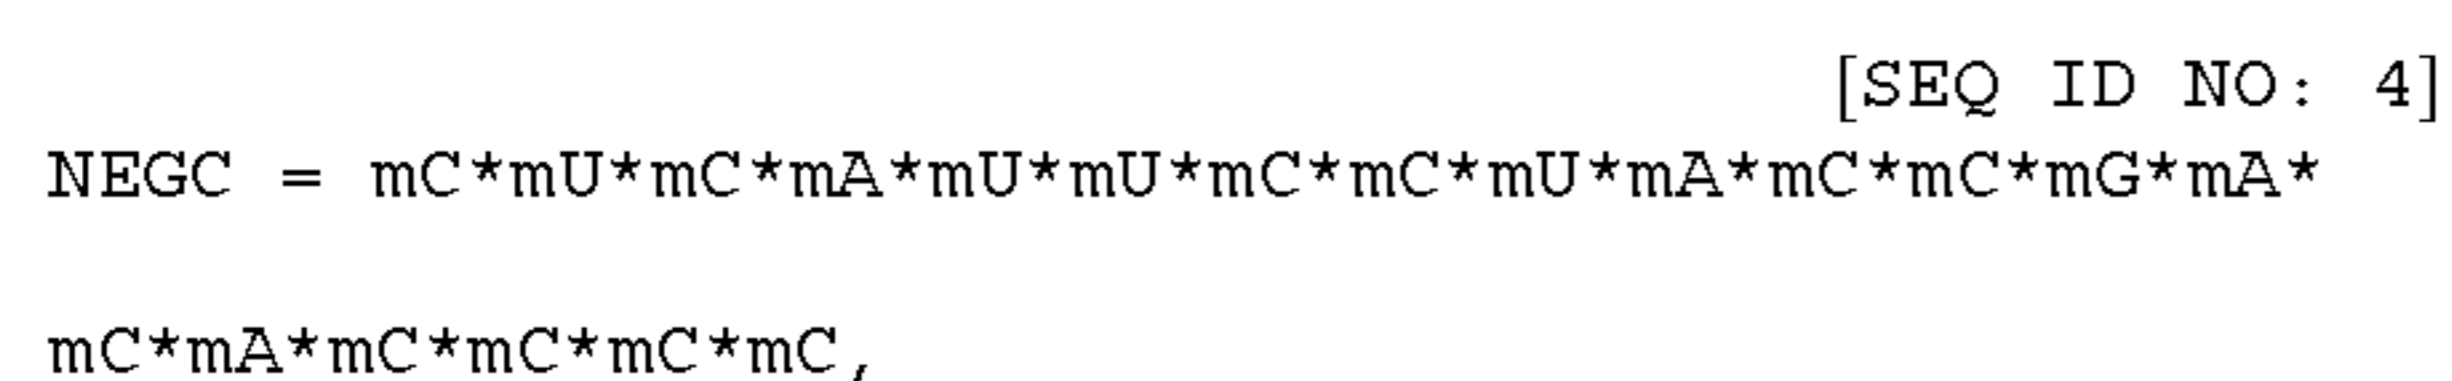 [SEQ ID NO: 4]
NEGC = mC*mU*mC*mA*mU*mU*mC*mC*mU*mA*mC*mC*mG*mA*
mC*mA*mC*mC*mC*mC,